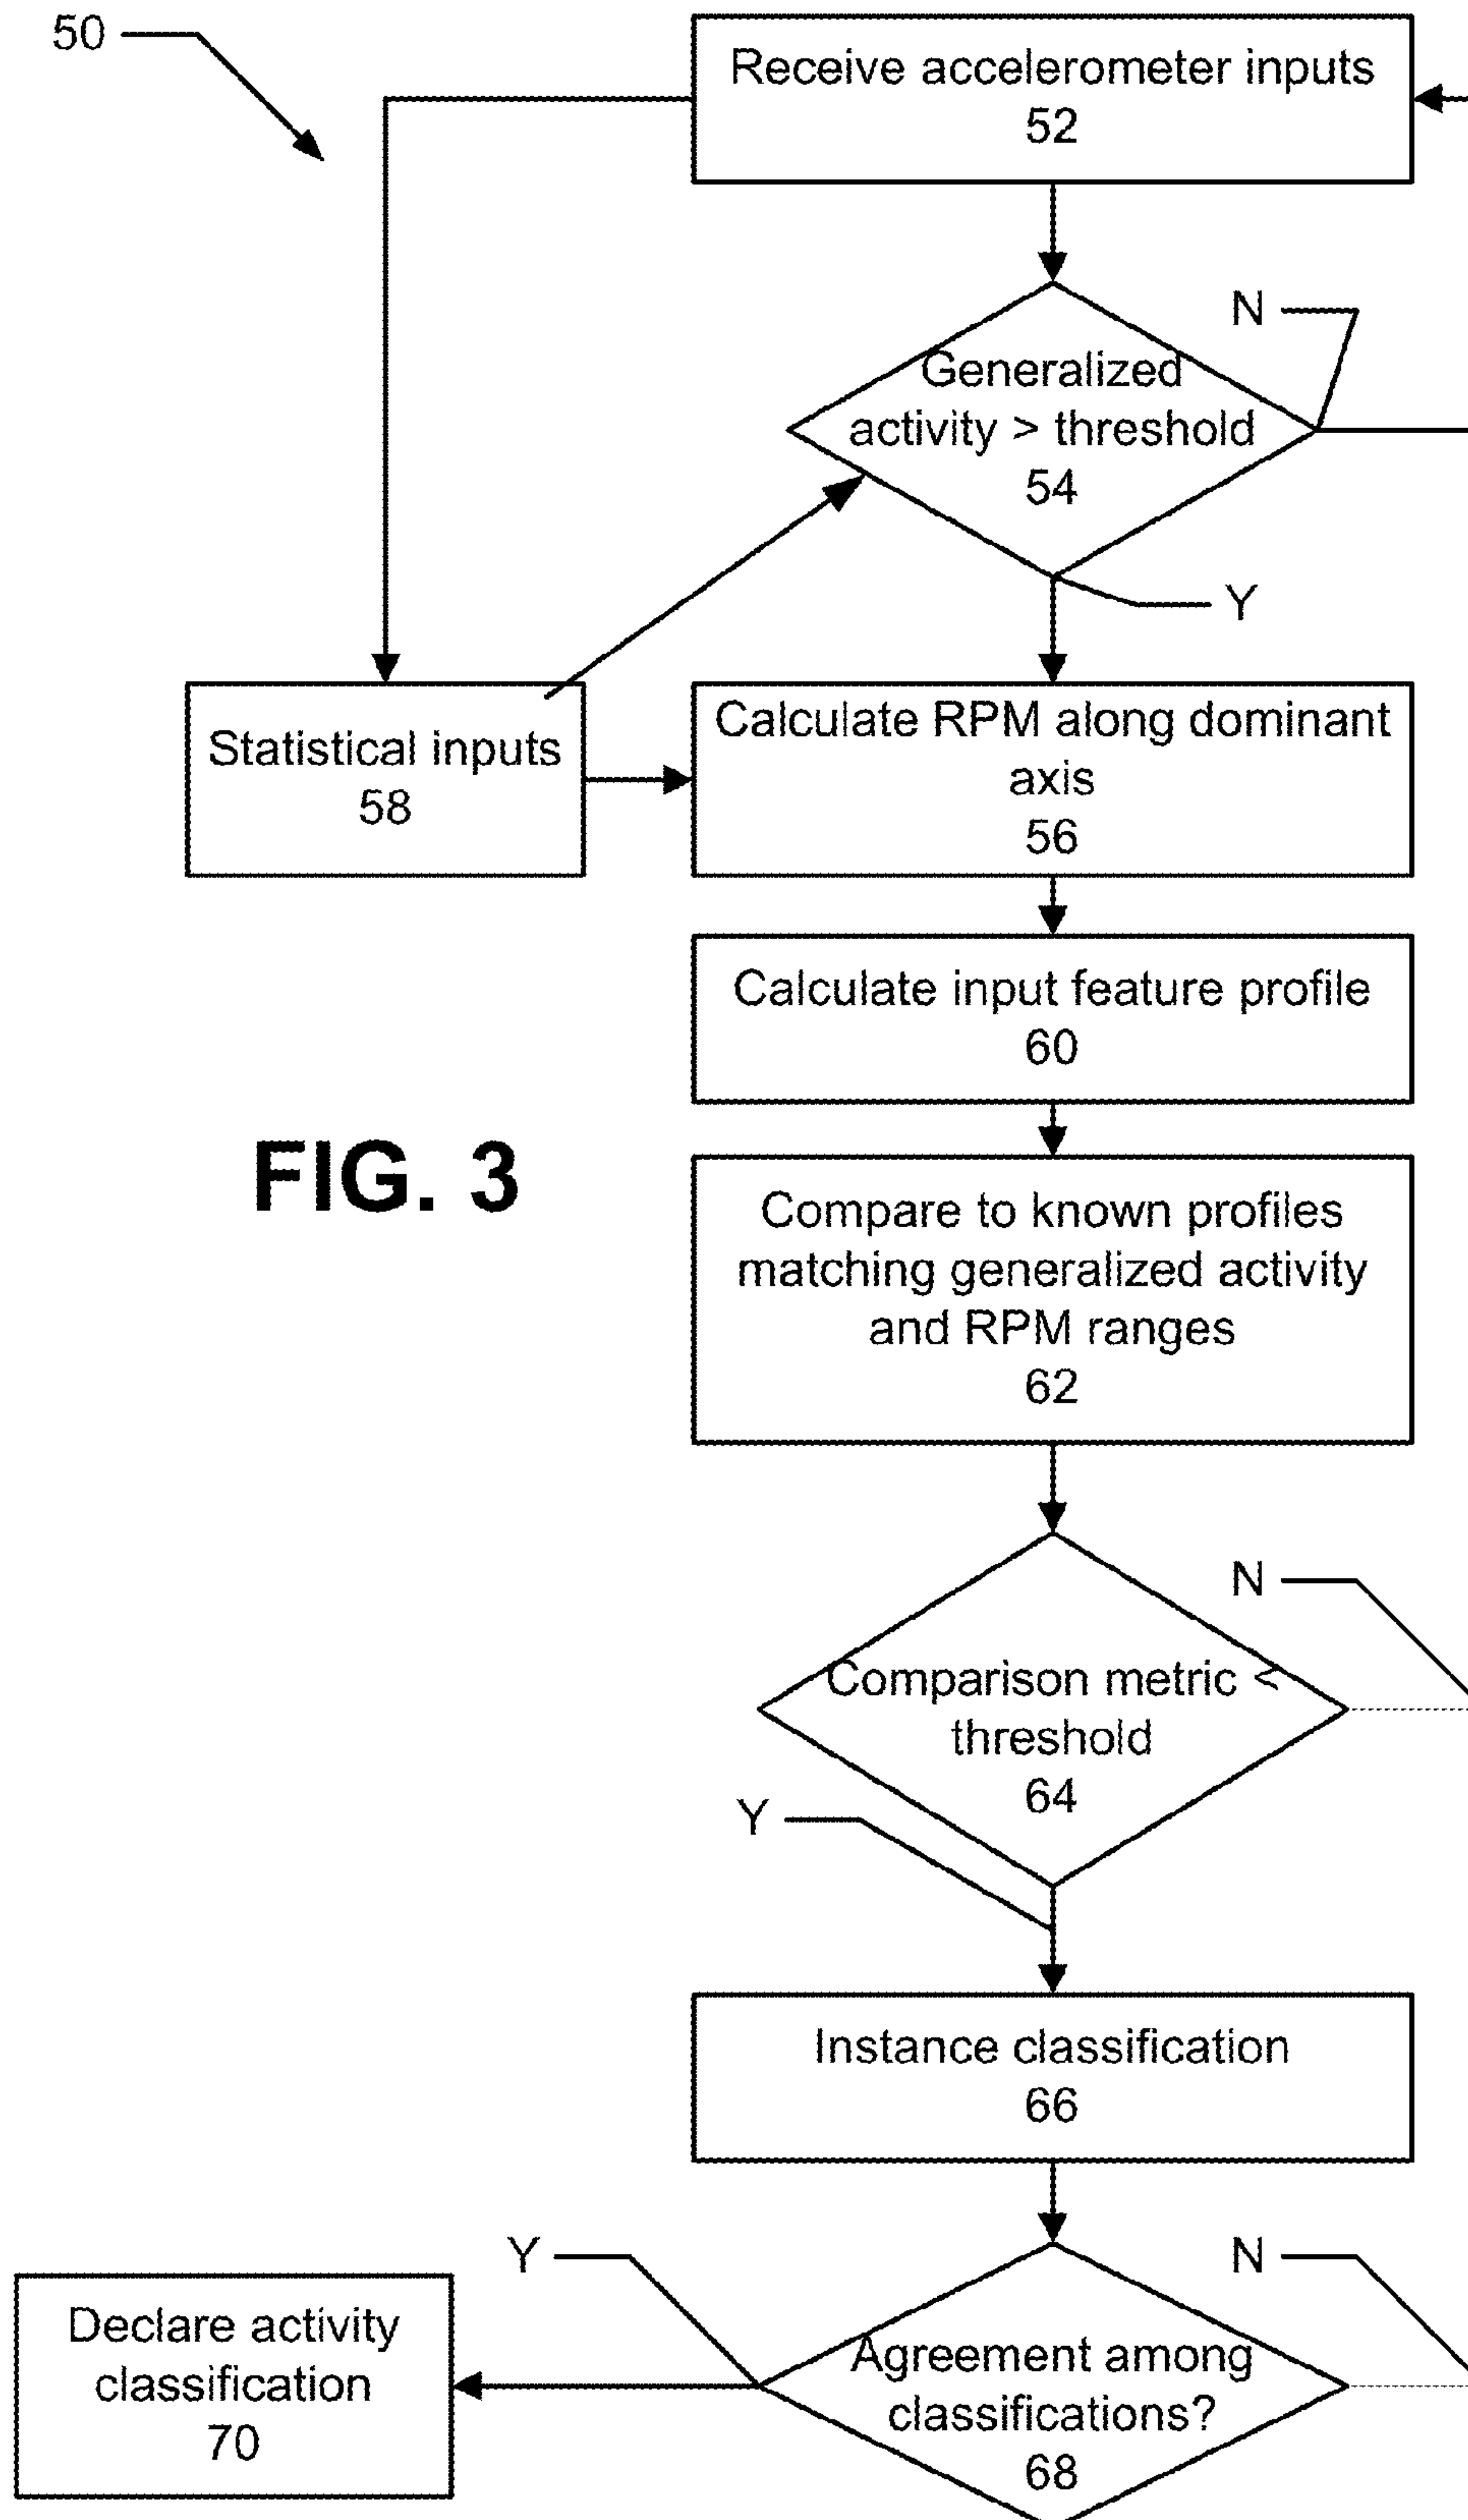 50
Receive accelerometer inputs
52
N
Generalized
activity > threshold
54
Y
Statistical inputs
58
Calculate RPM along dominant
axis
56
Calculate input feature profile
60
FIG. 3
Compare to known profiles
matching generalized activity
and RPM ranges
62
N
Comparison metric <
threshold
64
Y
Instance classification
66
Y
N
Declare activity
classification
70
Agreement among
classifications?
68